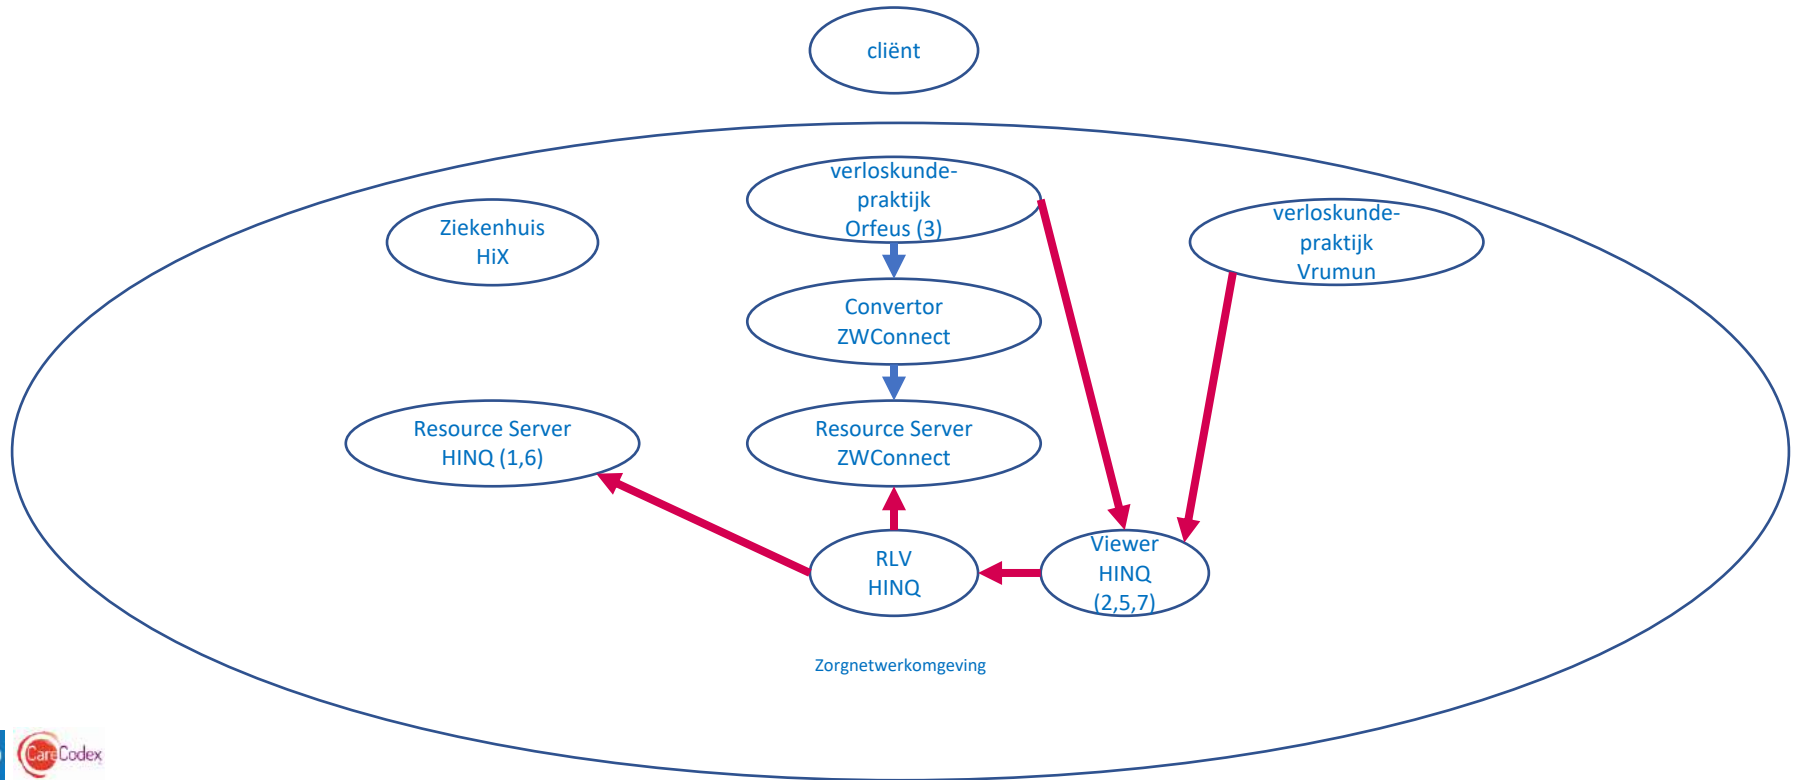 cliënt
verloskunde-
praktijk
Orfeus (3)
Ziekenhuis
HiX
verloskunde-
praktijk
Vrumun
Convertor
ZWConnect
Resource Server
HINQ (1,6)
Resource Server
ZWConnect
RLV
HINQ
Viewer
HINQ
(2,5,7)
Zorgnetwerkomgeving
CareCodex